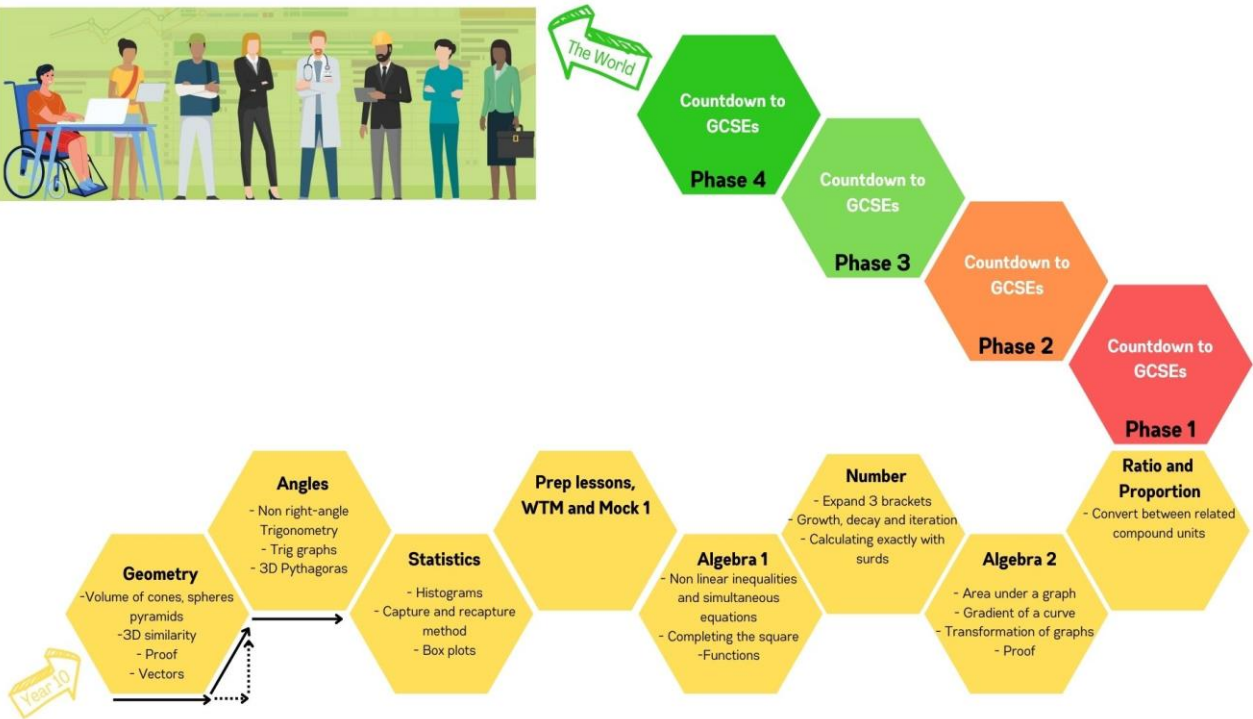 The World
Countdown to
GCSEs
Phase 4
Countdown to
GCSEs
Phase 3
Countdown to
GCSEs
Phase 2
Countdown to
GCSEs
Phase 1
Year 10
Geometry
-Volume of cones, spheres
pyramids
-3D similarity
- Proof
- Vectors
Angles
- Non right-angle
Trigonometry
- Trig graphs
- 3D Pythagoras
Statistics
- Histograms
- Capture and recapture
method
- Box plots
Prep lessons,
WTM and Mock 1
Algebra 1
- Non linear inequalities
and simultaneous
equations
- Completing the square
-Functions
Number
- Expand 3 brackets
- Growth, decay and iteration
- Calculating exactly with
surds
Algebra 2
- Area under a graph
- Gradient of a curve
- Transformation of graphs
- Proof
Ratio and
Proportion
- Convert between related
compound units